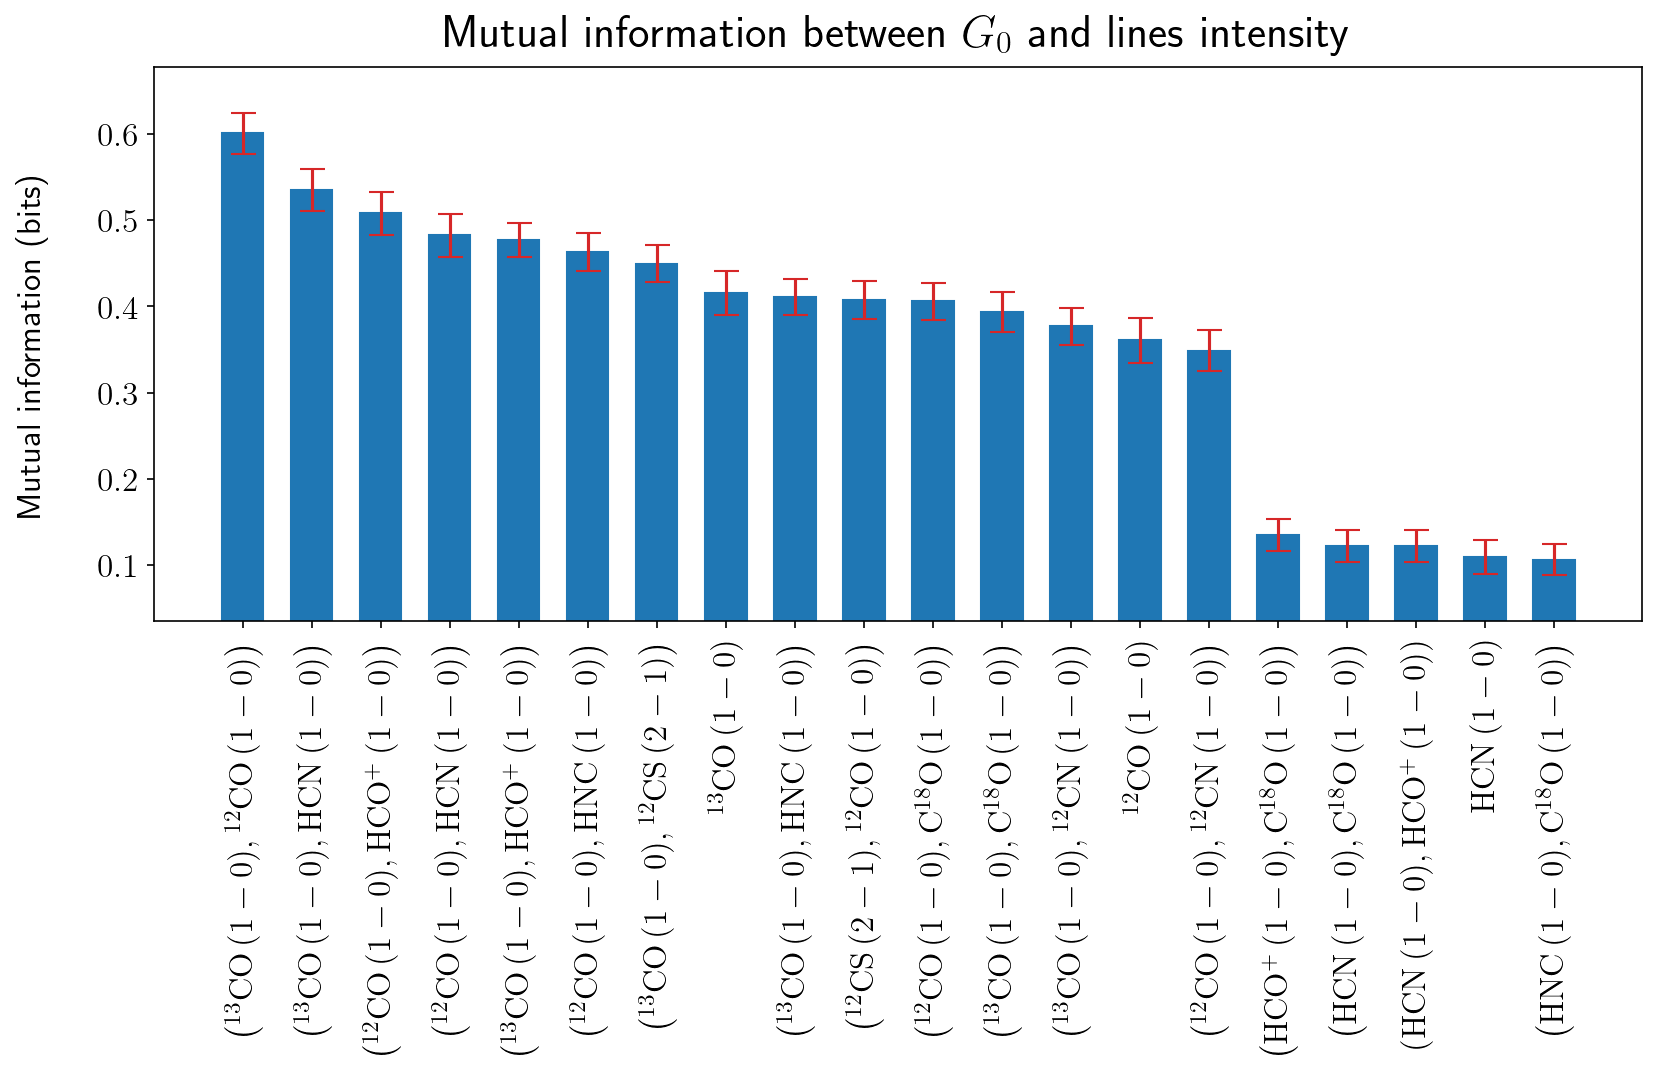 Mutual information between G₀ and lines intensity
Mutual information (bits)
0.6
0.5
0.4
0.3
0.2
0.1
(¹³CO (1 − 0), ¹²CO (1 − 0))
(¹³CO (1 − 0), HCN (1 − 0))
(¹²CO (1 − 0), HCO⁺ (1 − 0))
(¹²CO (1 − 0), HCN (1 − 0))
(¹³CO (1 − 0), HCO⁺ (1 − 0))
(¹²CO (1 − 0), HNC (1 − 0))
(¹³CO (1 − 0), ¹²CS (2 − 1))
¹³CO (1 − 0)
(¹³CO (1 − 0), HNC (1 − 0))
(¹²CS (2 − 1), ¹²CO (1 − 0))
(¹²CO (1 − 0), C¹⁸O (1 − 0))
(¹³CO (1 − 0), C¹⁸O (1 − 0))
(¹³CO (1 − 0), ¹²CN (1 − 0))
¹²CO (1 − 0)
(¹²CO (1 − 0), ¹²CN (1 − 0))
(HCO⁺ (1 − 0), C¹⁸O (1 − 0))
(HCN (1 − 0), C¹⁸O (1 − 0))
(HCN (1 − 0), HCO⁺ (1 − 0))
HCN (1 − 0)
(HNC (1 − 0), C¹⁸O (1 − 0))